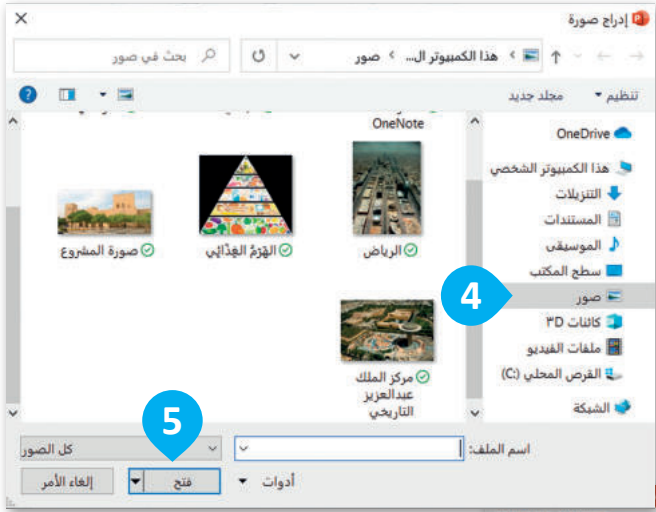 إدراج صورة
هذا الكمبيوتر ال... › صور
بحث في صور
تنظيم
مجلد جديد
OneDrive
هذا الكمبيوتر الشخصي
التنزيلات
المستندات
الموسيقى
سطح المكتب
صور
كائنات ٣D
ملفات الفيديو
القرص المحلي (C:)
الشبكة
4
OneNote
الرياض
الهَرَمُ الغِذَائِي
صورة المشروع
مركز الملك
عبدالعزيز
التاريخي
5
اسم الملف:
كل الصور
أدوات
فتح
إلغاء الأمر